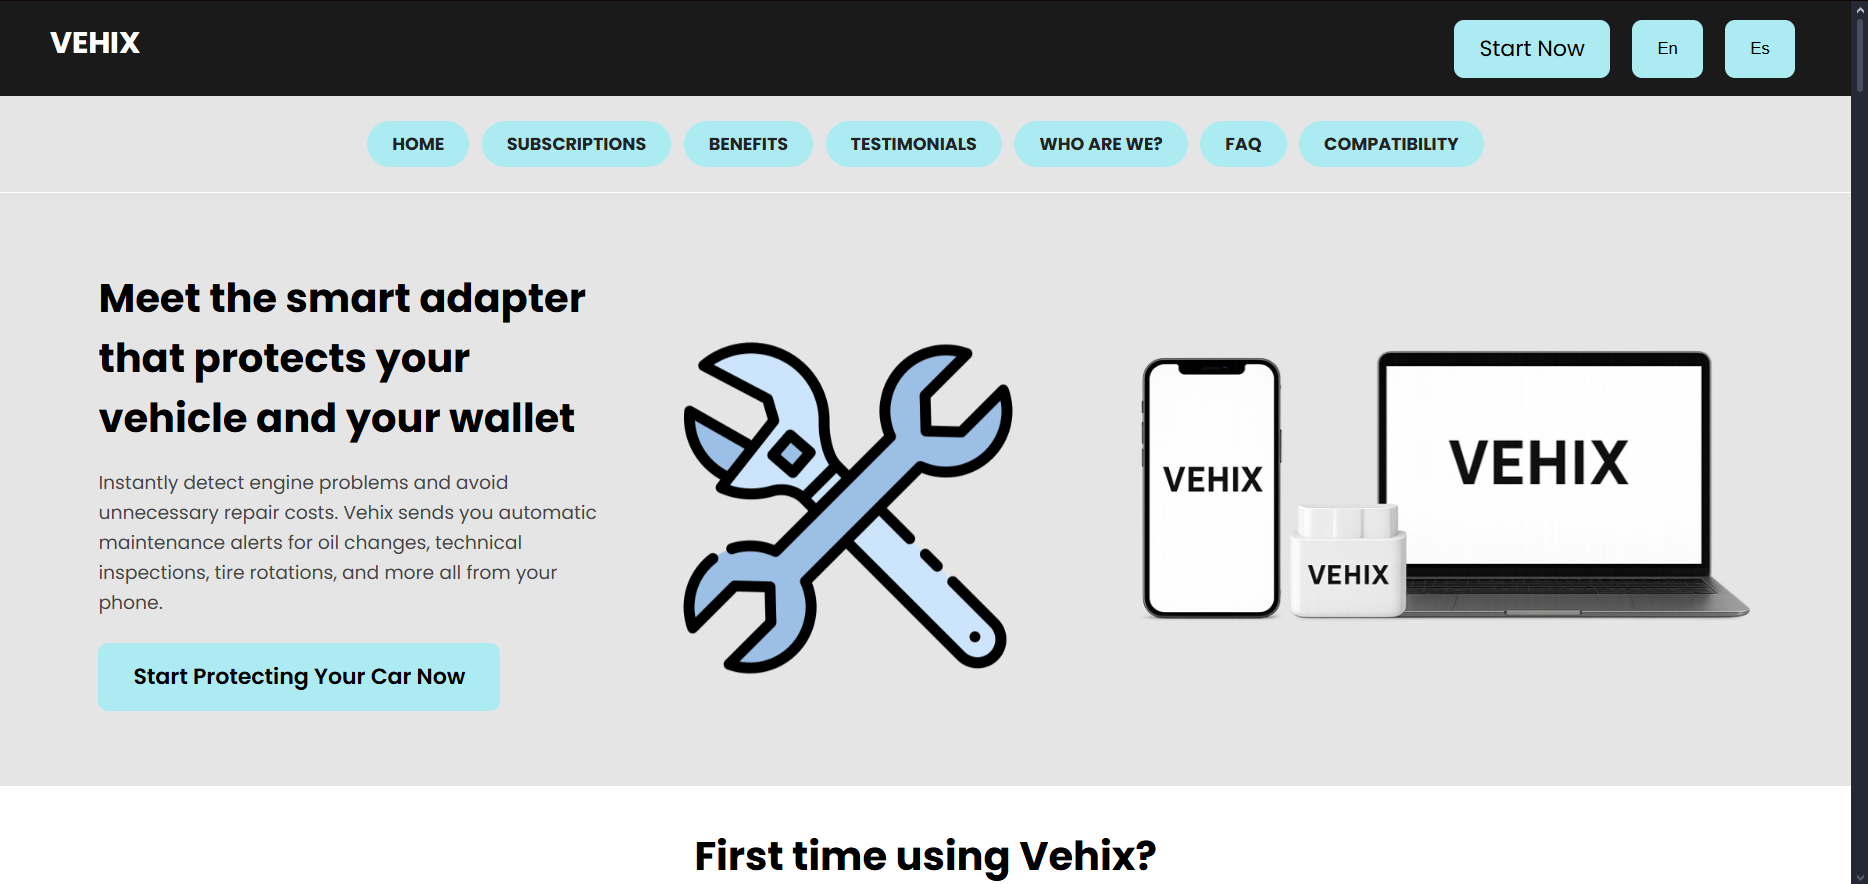 VEHIX
Start Now
En
Es
HOME
SUBSCRIPTIONS
BENEFITS
TESTIMONIALS
WHO ARE WE?
FAQ
COMPATIBILITY
Meet the smart adapter
that protects your
vehicle and your wallet
Instantly detect engine problems and avoid
unnecessary repair costs. Vehix sends you automatic
maintenance alerts for oil changes, technical
inspections, tire rotations, and more all from your
phone.
Start Protecting Your Car Now
VEHIX
VEHIX
VEHIX
First time using Vehix?